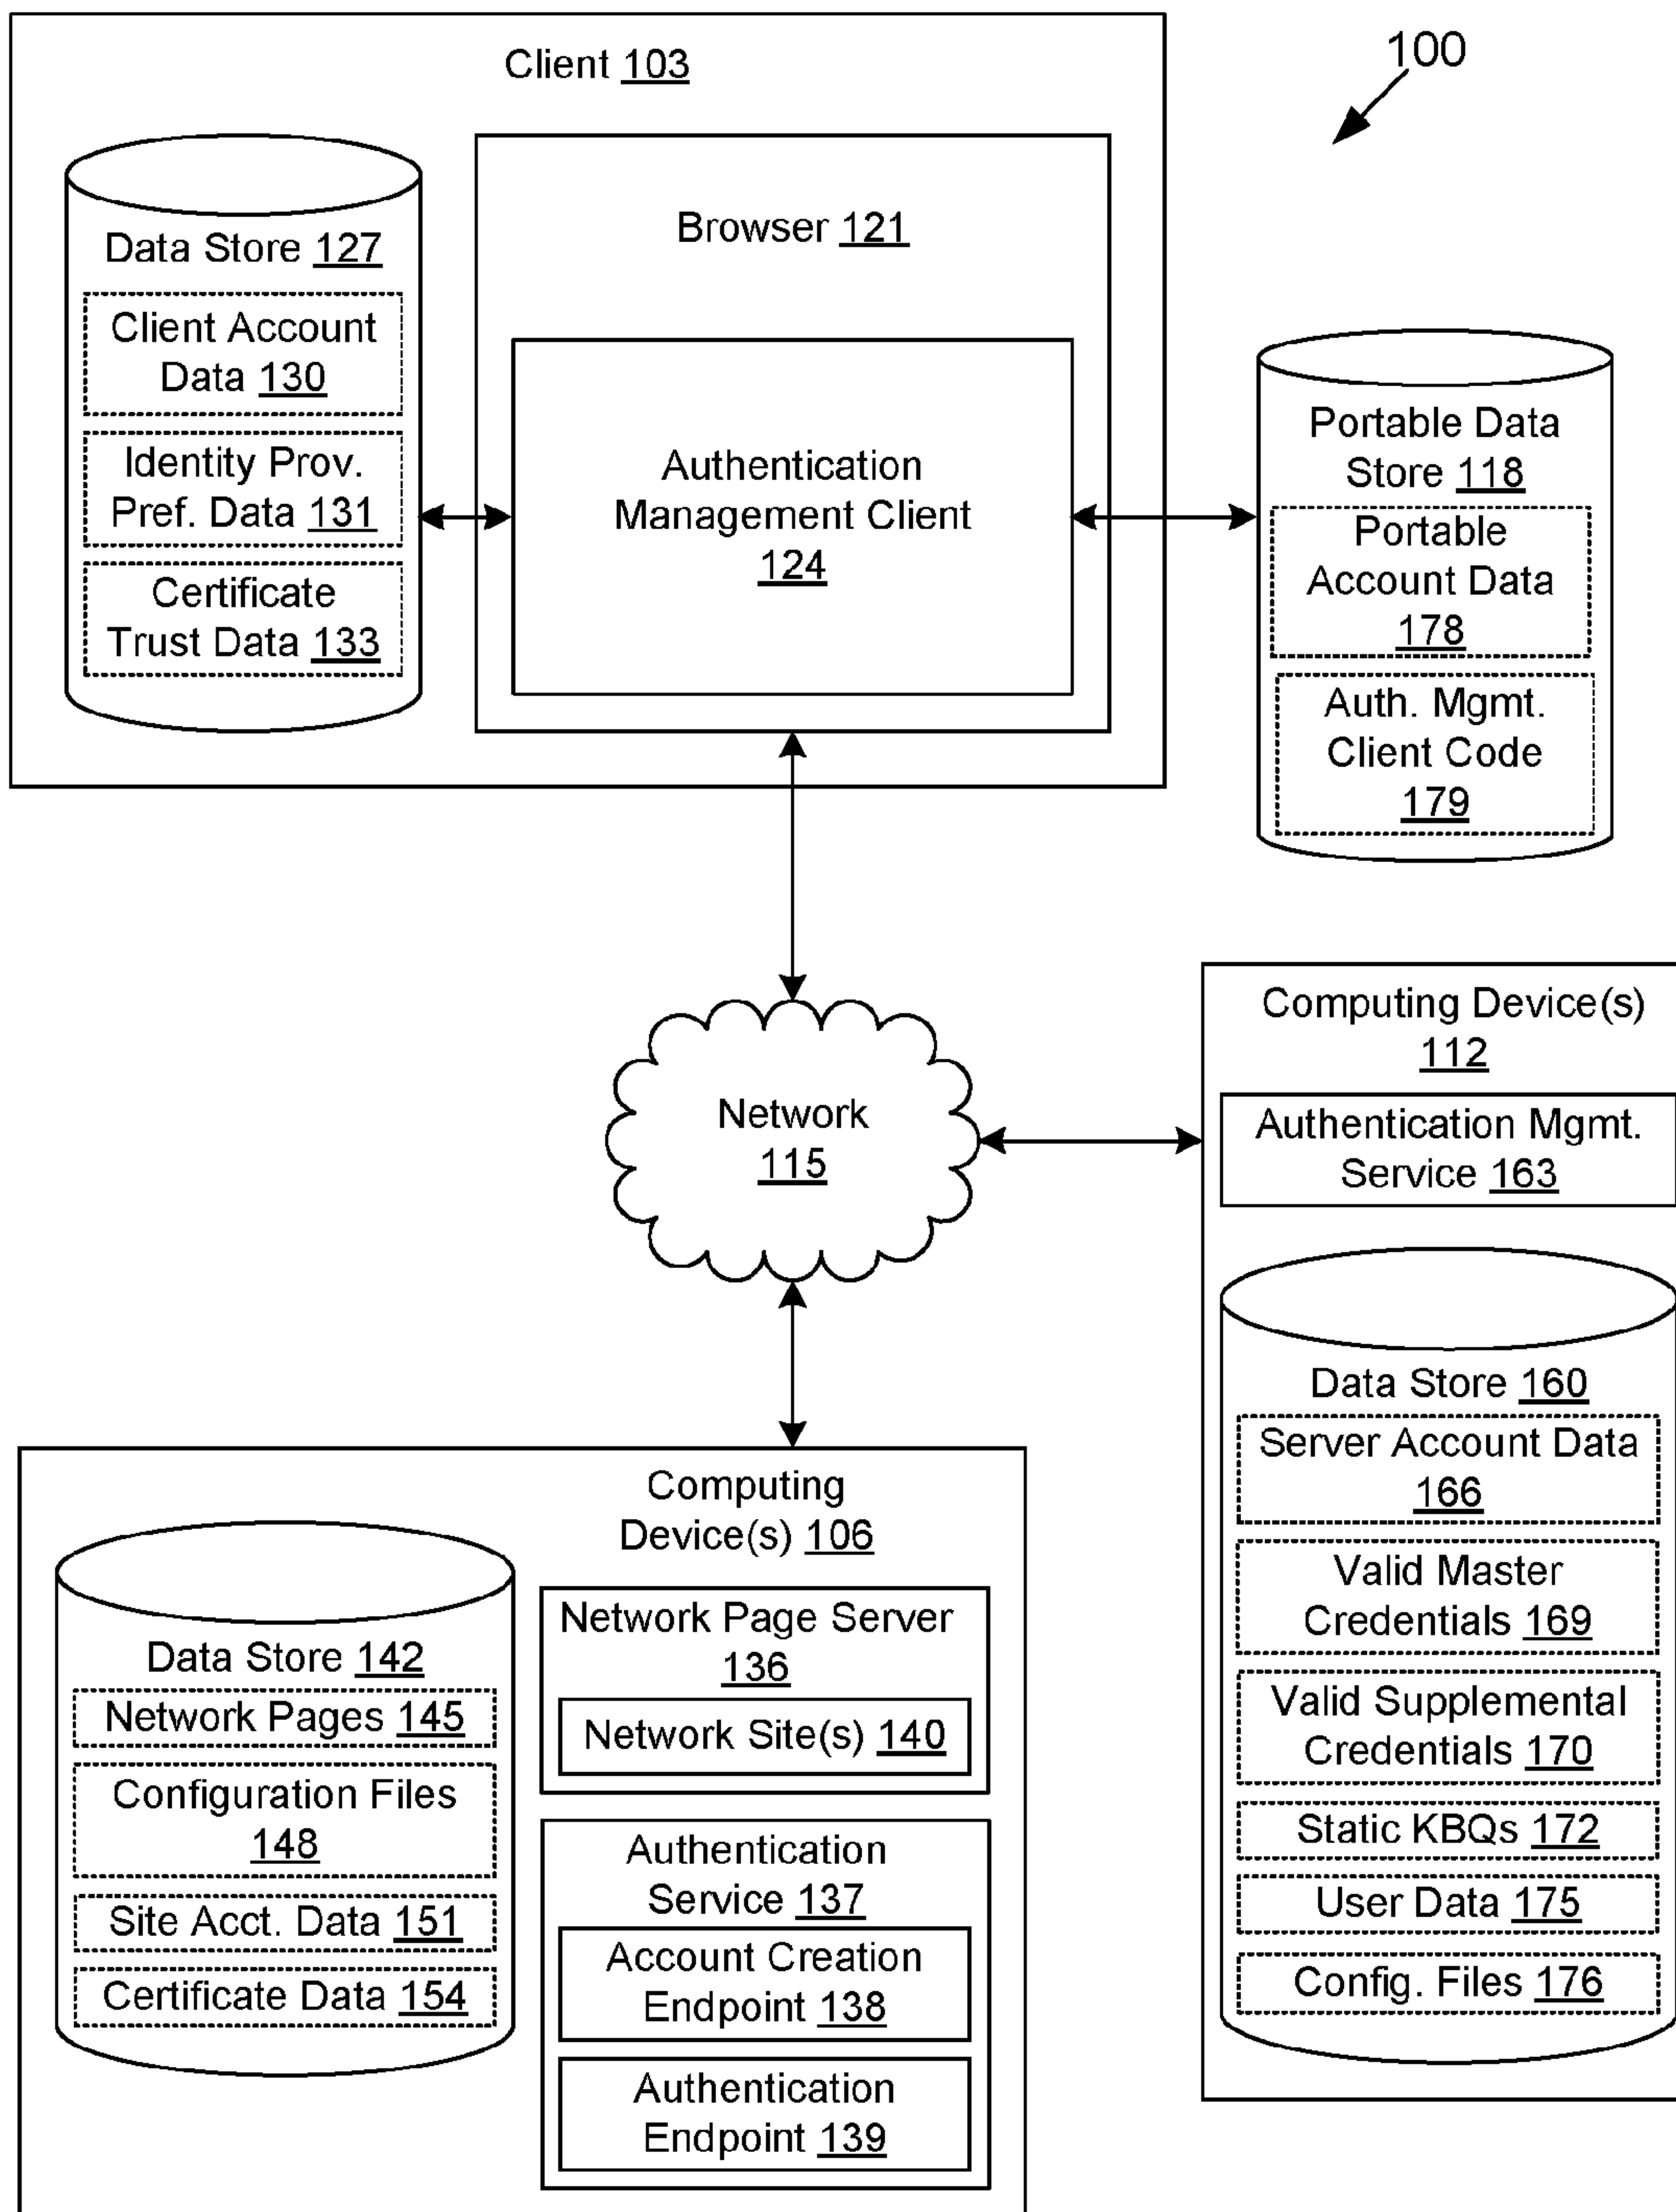 100
Client 103
Data Store 127
Client Account
Data 130
Identity Prov.
Pref. Data 131
Certificate
Trust Data 133
Browser 121
Authentication
Management Client
124
Portable Data
Store 118
Portable
Account Data
178
Auth. Mgmt.
Client Code
179
Network
115
Computing Device(s)
112
Authentication Mgmt.
Service 163
Data Store 160
Server Account Data
166
Valid Master
Credentials 169
Valid Supplemental
Credentials 170
Static KBQs 172
User Data 175
Config. Files 176
Computing
Device(s) 106
Data Store 142
Network Pages 145
Configuration Files
148
Site Acct. Data 151
Certificate Data 154
Network Page Server
136
Network Site(s) 140
Authentication
Service 137
Account Creation
Endpoint 138
Authentication
Endpoint 139